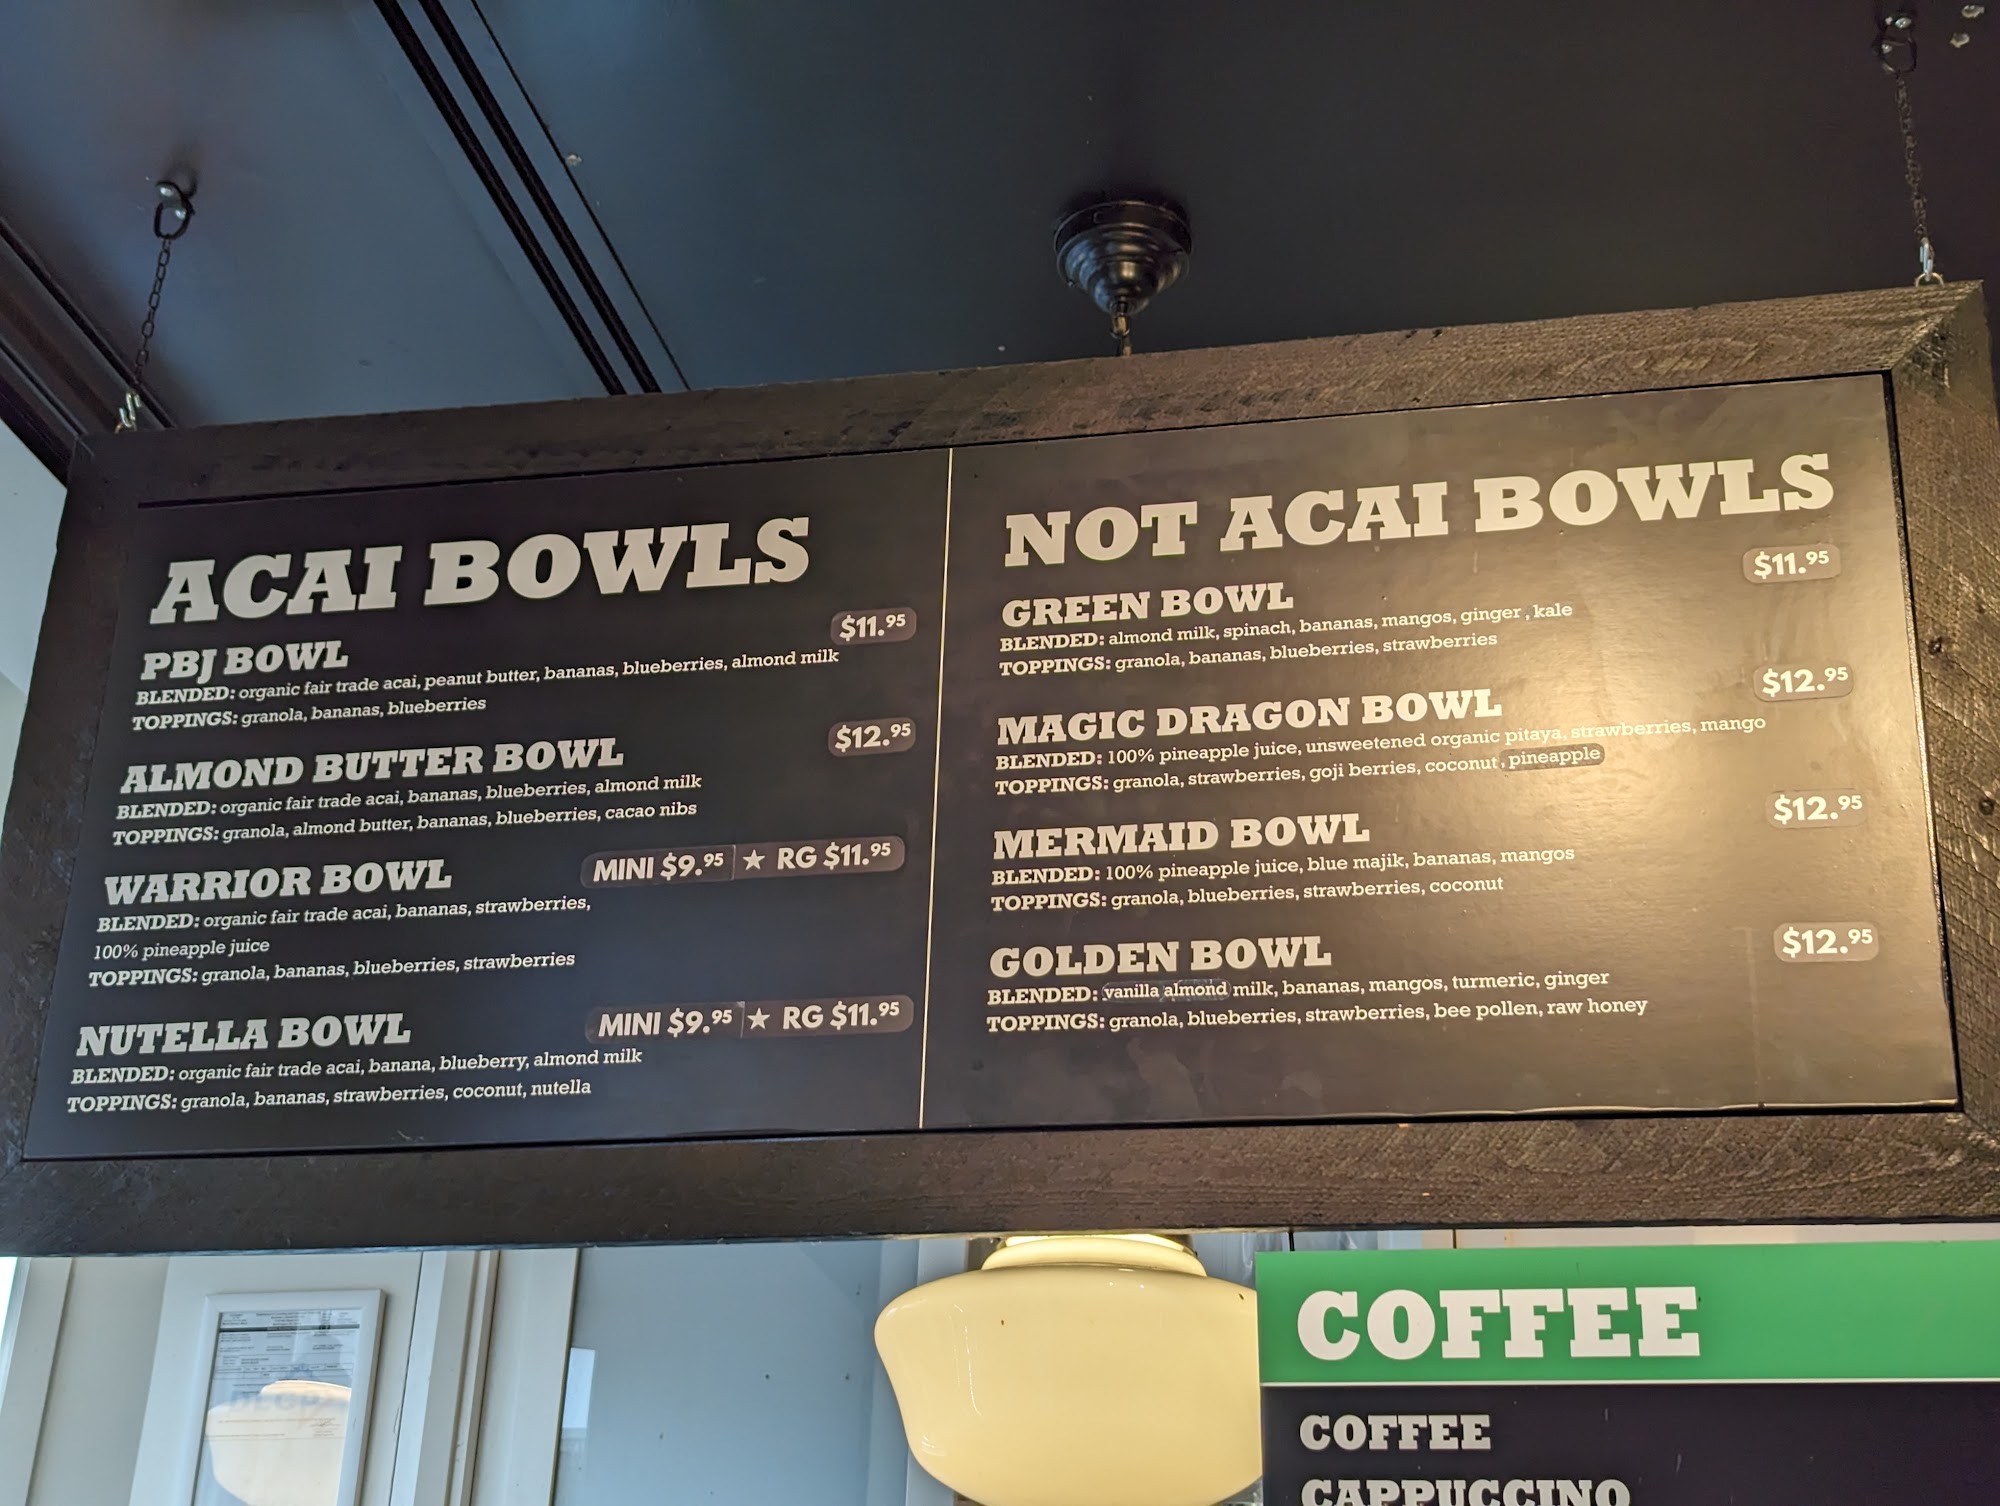 ACAI BOWLS
PBJ BOWL $11.95
BLENDED: organic fair trade acai, peanut butter, bananas, blueberries, almond milk
TOPPINGS: granola, bananas, blueberries
ALMOND BUTTER BOWL $12.95
BLENDED: organic fair trade acai, bananas, blueberries, almond milk
TOPPINGS: granola, almond butter, bananas, blueberries, cacao nibs
WARRIOR BOWL MINI $9.95 ★ RG $11.95
BLENDED: organic fair trade acai, bananas, strawberries,
100% pineapple juice
TOPPINGS: granola, bananas, blueberries, strawberries
NUTELLA BOWL MINI $9.95 ★ RG $11.95
BLENDED: organic fair trade acai, banana, blueberry, almond milk
TOPPINGS: granola, bananas, strawberries, coconut, nutella
NOT ACAI BOWLS
GREEN BOWL $11.95
BLENDED: almond milk, spinach, bananas, mangos, ginger , kale
TOPPINGS: granola, bananas, blueberries, strawberries
MAGIC DRAGON BOWL $12.95
BLENDED: 100% pineapple juice, unsweetened organic pitaya, strawberries, mango
TOPPINGS: granola, strawberries, goji berries, coconut, pineapple
MERMAID BOWL $12.95
BLENDED: 100% pineapple juice, blue majik, bananas, mangos
TOPPINGS: granola, blueberries, strawberries, coconut
GOLDEN BOWL $12.95
BLENDED: vanilla almond milk, bananas, mangos, turmeric, ginger
TOPPINGS: granola, blueberries, strawberries, bee pollen, raw honey
COFFEE
COFFEE
CAPPUCCINO